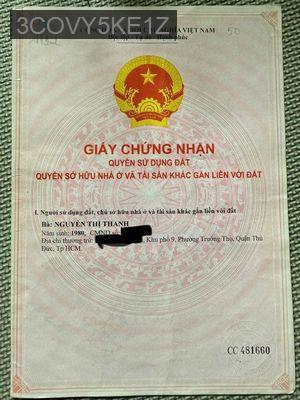 3COVY5KE1Z
50
VIỆT NAM
GIẤY CHỨNG NHẬN
QUYỀN SỬ DỤNG ĐẤT
QUYỀN SỞ HỮU NHÀ Ở VÀ TÀI SẢN KHÁC GẮN LIỀN VỚI ĐẤT
I. Người sử dụng đất, chủ sở hữu nhà ở và tài sản khác gắn liền với đất
Bà: NGUYỄN THỊ THANH
Năm sinh: 1980, CMND số
Địa chỉ thường trú: Khu phố 9, Phường Trường Thọ, Quận Thủ
Đức, Tp HCM.
CC 481660